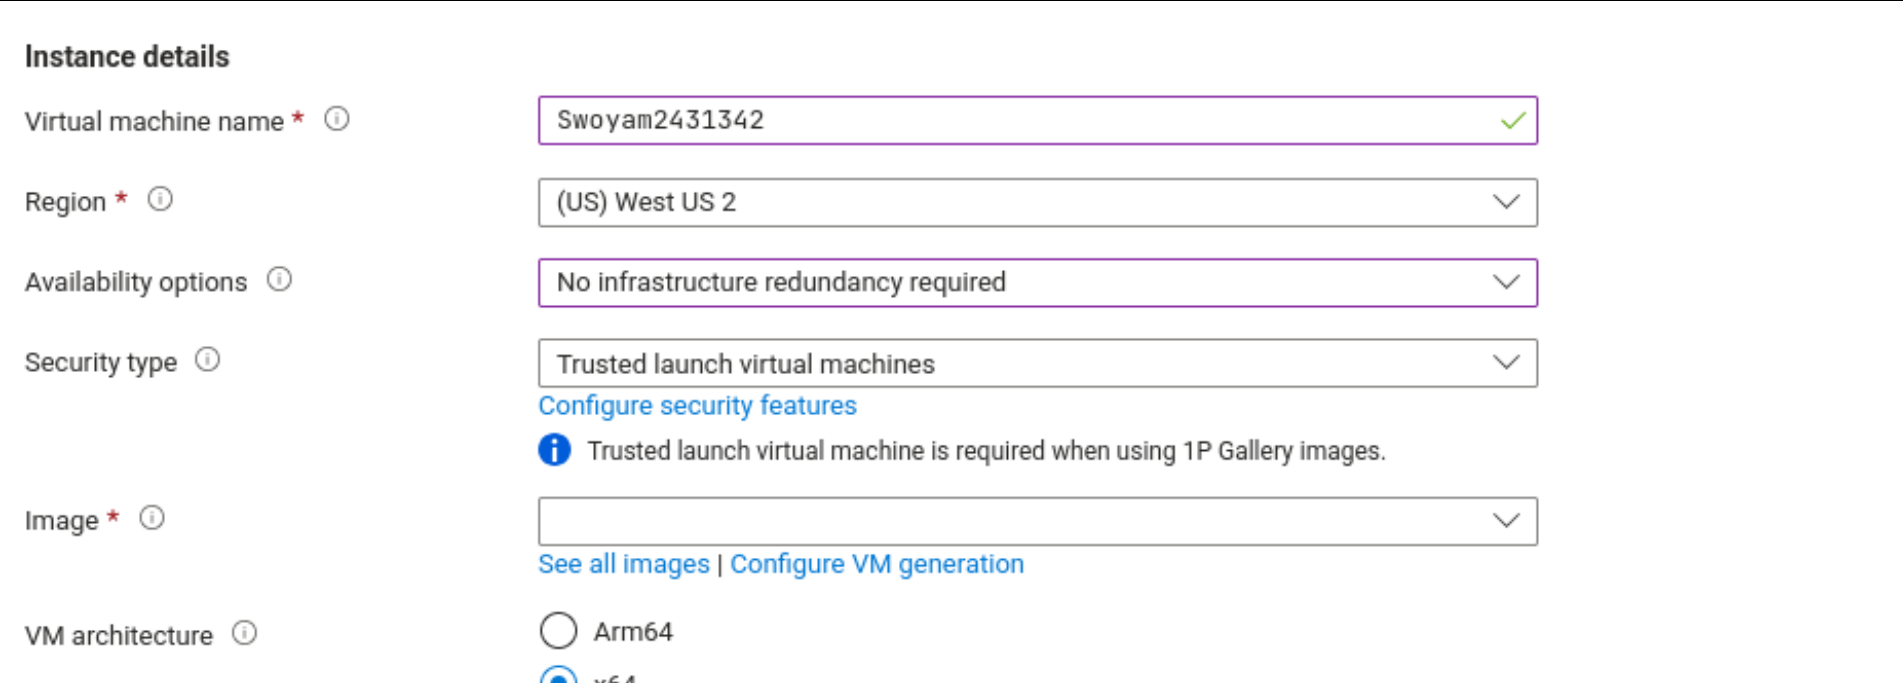 Instance details
Virtual machine name *
Swoyam2431342
Region *
(US) West US 2
Availability options
No infrastructure redundancy required
Security type
Trusted launch virtual machines
Configure security features
Trusted launch virtual machine is required when using 1P Gallery images.
Image *
See all images | Configure VM generation
VM architecture
Arm64
x64